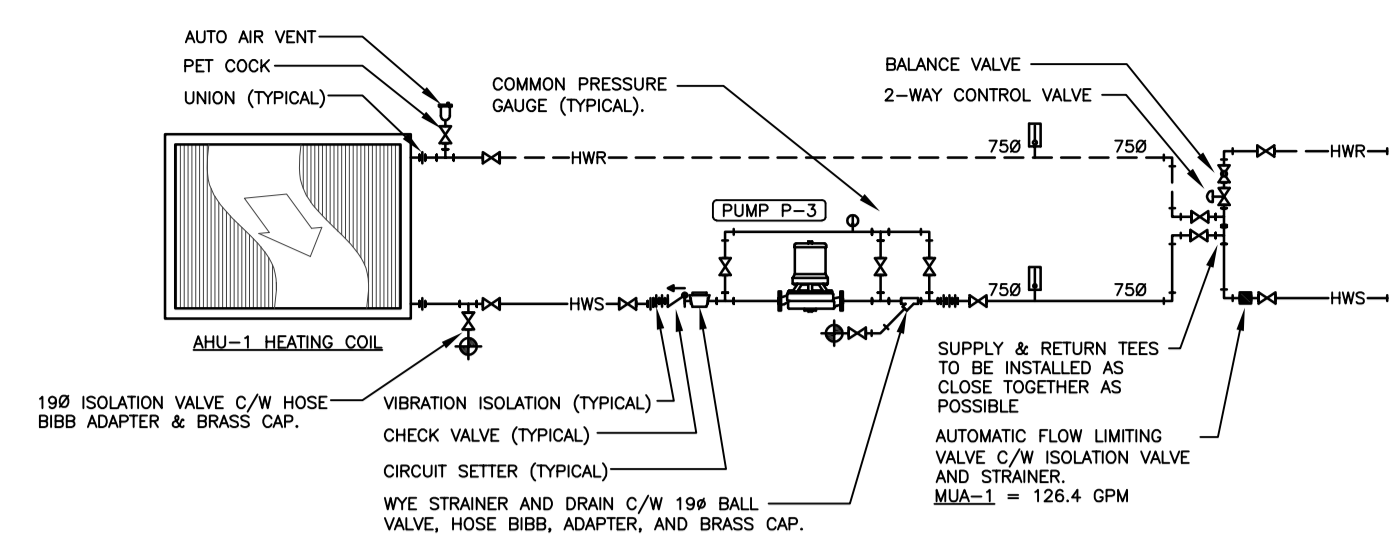 AUTO AIR VENT
PET COCK
UNION (TYPICAL)
COMMON PRESSURE
GAUGE (TYPICAL).
BALANCE VALVE
2-WAY CONTROL VALVE
HWR
75Ø
75Ø
HWR
PUMP P-3
HWS
75Ø
75Ø
HWS
AHU-1 HEATING COIL
19Ø ISOLATION VALVE C/W HOSE
BIBB ADAPTER & BRASS CAP.
VIBRATION ISOLATION (TYPICAL)
CHECK VALVE (TYPICAL)
CIRCUIT SETTER (TYPICAL)
WYE STRAINER AND DRAIN C/W 19ø BALL
VALVE, HOSE BIBB, ADAPTER, AND BRASS CAP.
SUPPLY & RETURN TEES
TO BE INSTALLED AS
CLOSE TOGETHER AS
POSSIBLE
AUTOMATIC FLOW LIMITING
VALVE C/W ISOLATION VALVE
AND STRAINER.
MUA-1 = 126.4 GPM